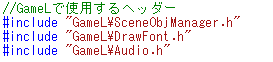 //GameLで使用するヘッダー
#include "GameL¥SceneObjManager.h"
#include "GameL¥DrawFont.h"
#include "GameL¥Audio.h"